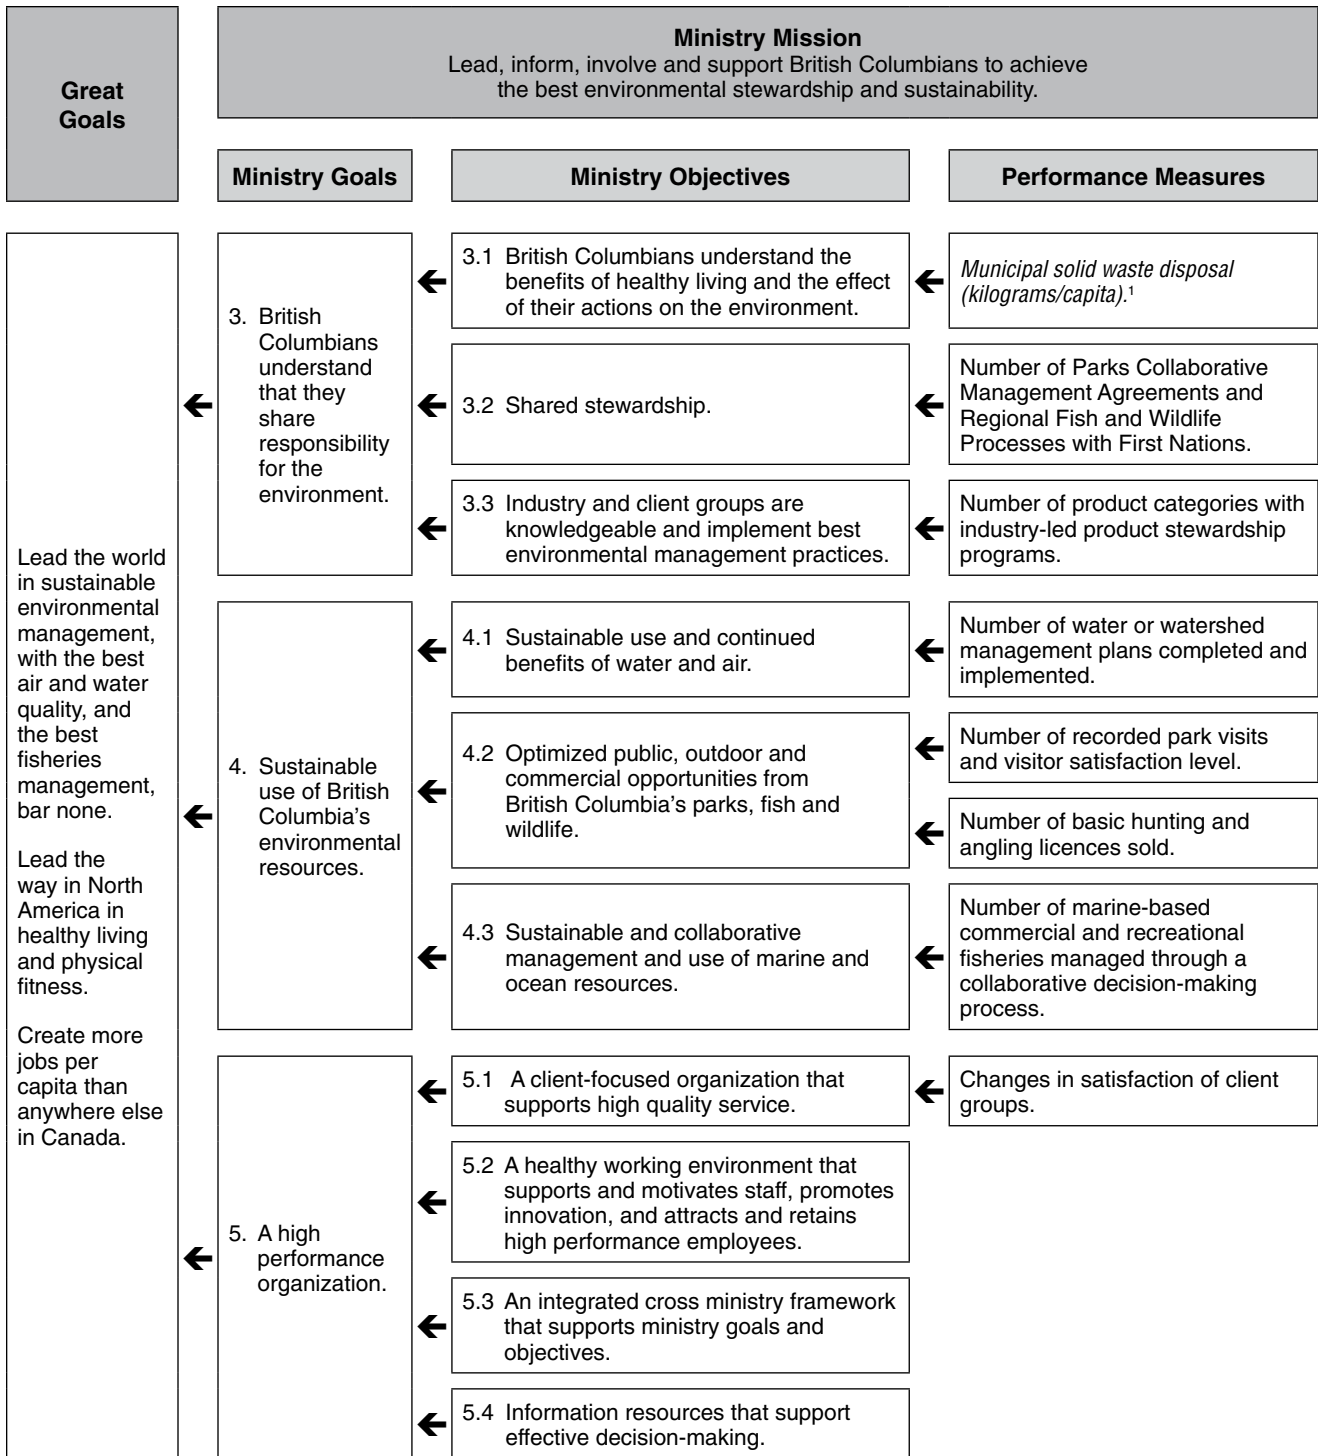 Great
Goals
Ministry Mission
Lead, inform, involve and support British Columbians to achieve
the best environmental stewardship and sustainability.
Ministry Goals
Ministry Objectives
Performance Measures
Lead the world
in sustainable
environmental
management,
with the best
air and water
quality, and
the best
fisheries
management,
bar none.
Lead the
way in North
America in
healthy living
and physical
fitness.
Create more
jobs per
capita than
anywhere else
in Canada.
3. British
Columbians
understand
that they
share
responsibility
for the
environment.
3.1 British Columbians understand the
benefits of healthy living and the effect
of their actions on the environment.
Municipal solid waste disposal
(kilograms/capita).¹
3.2 Shared stewardship.
Number of Parks Collaborative
Management Agreements and
Regional Fish and Wildlife
Processes with First Nations.
3.3 Industry and client groups are
knowledgeable and implement best
environmental management practices.
Number of product categories with
industry-led product stewardship
programs.
4. Sustainable
use of British
Columbia's
environmental
resources.
4.1 Sustainable use and continued
benefits of water and air.
Number of water or watershed
management plans completed and
implemented.
4.2 Optimized public, outdoor and
commercial opportunities from
British Columbia's parks, fish and
wildlife.
Number of recorded park visits
and visitor satisfaction level.
Number of basic hunting and
angling licences sold.
4.3 Sustainable and collaborative
management and use of marine and
ocean resources.
Number of marine-based
commercial and recreational
fisheries managed through a
collaborative decision-making
process.
5. A high
performance
organization.
5.1 A client-focused organization that
supports high quality service.
Changes in satisfaction of client
groups.
5.2 A healthy working environment that
supports and motivates staff, promotes
innovation, and attracts and retains
high performance employees.
5.3 An integrated cross ministry framework
that supports ministry goals and
objectives.
5.4 Information resources that support
effective decision-making.